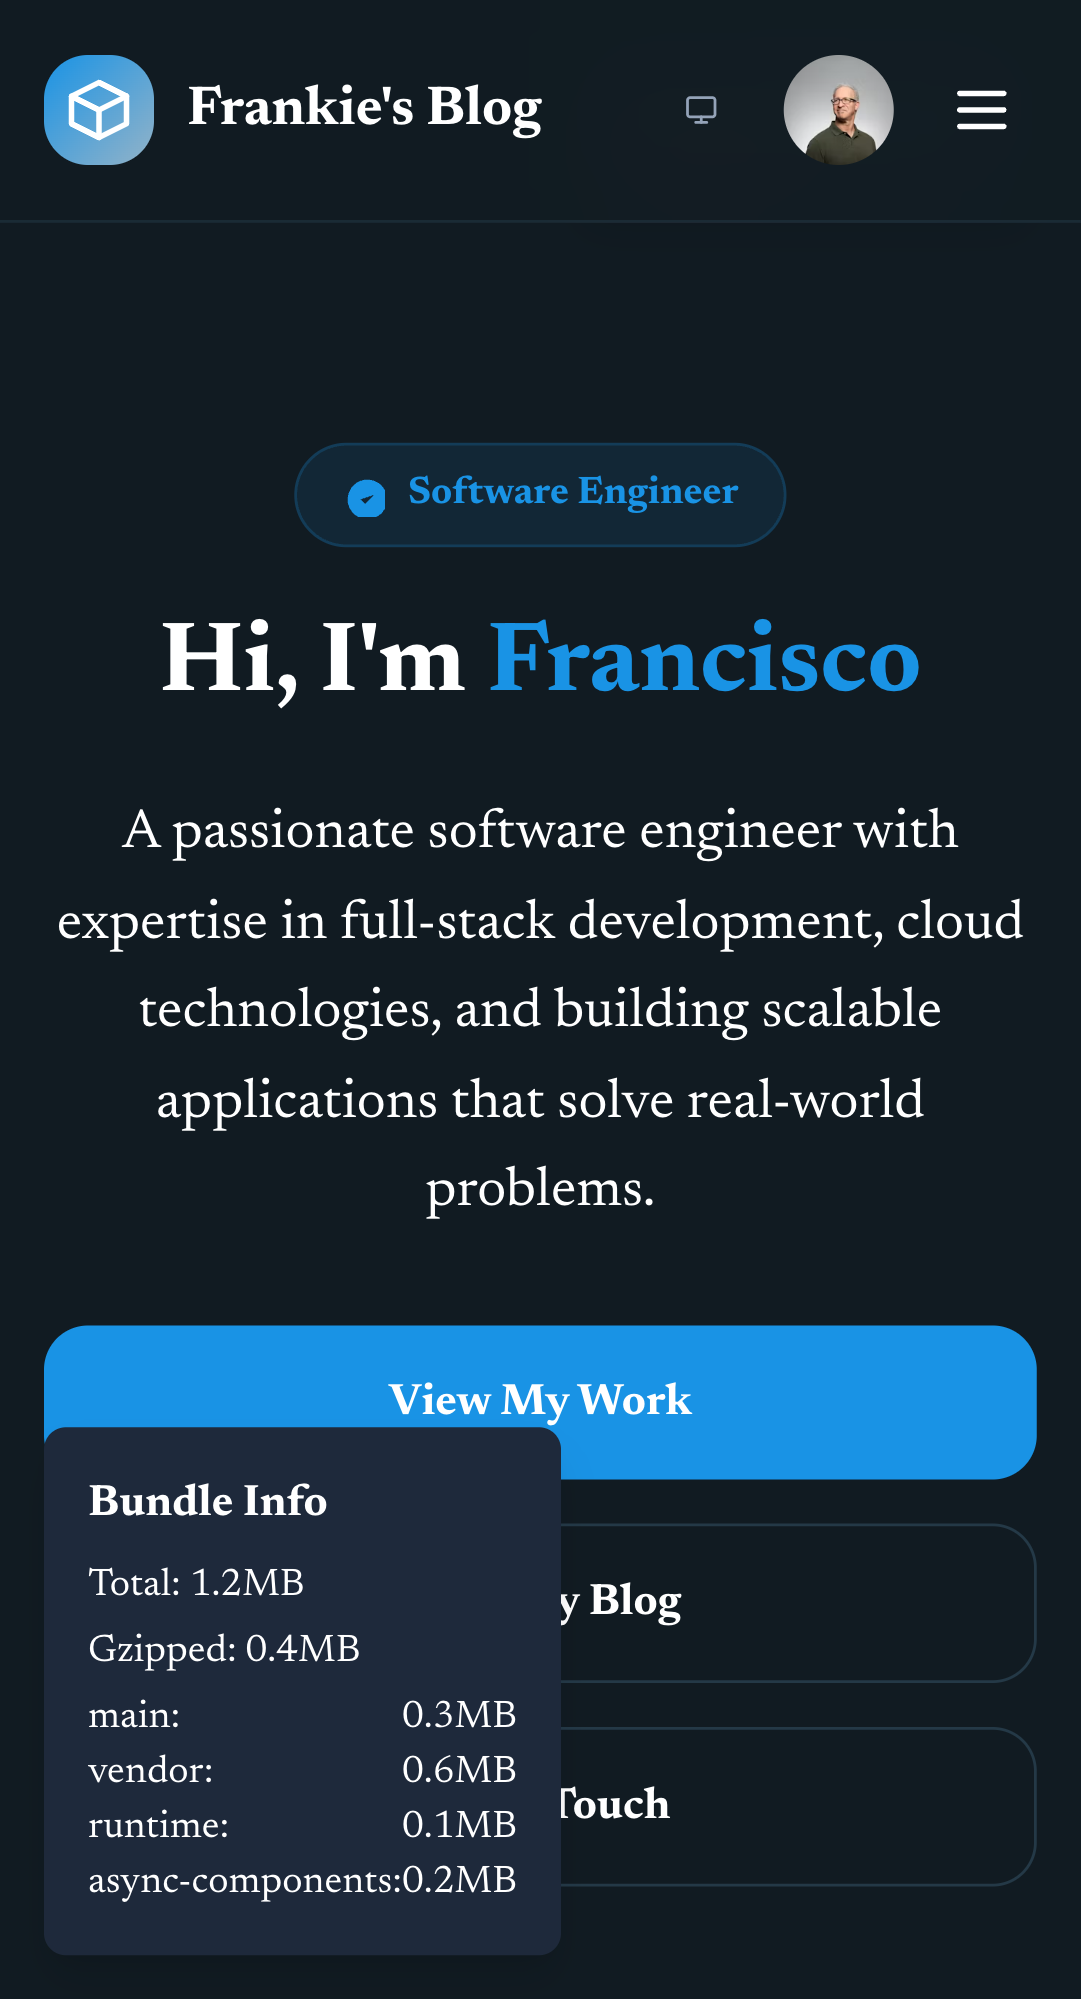 Frankie's Blog
Software Engineer
Hi, I'm Francisco
A passionate software engineer with
expertise in full-stack development, cloud
technologies, and building scalable
applications that solve real-world
problems.
View My Work
Bundle Info
Total: 1.2MB
Gzipped: 0.4MB
y Blog
main: 0.3MB
vendor: 0.6MB
runtime: 0.1MB
async-components:0.2MB
Touch